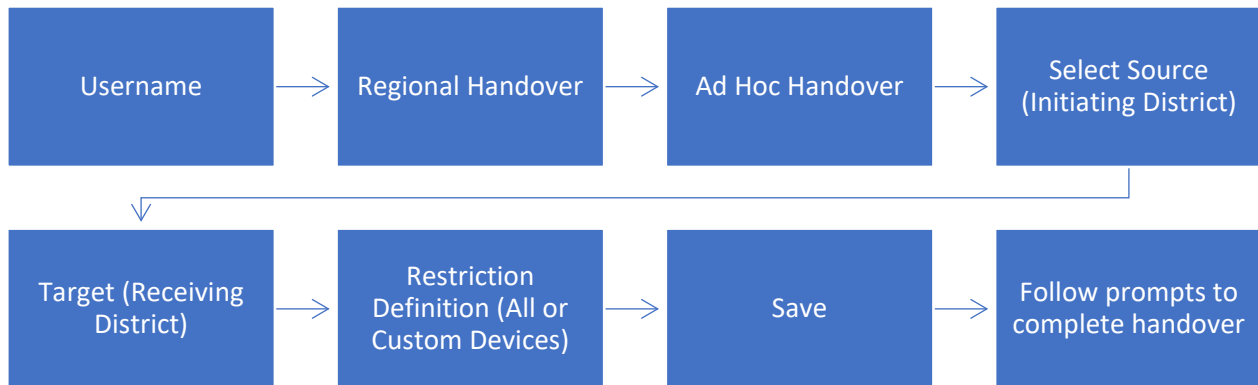 Username
Regional Handover
Ad Hoc Handover
Select Source
(Initiating District)
Target (Receiving
District)
Restriction
Definition (All or
Custom Devices)
Save
Follow prompts to
complete handover